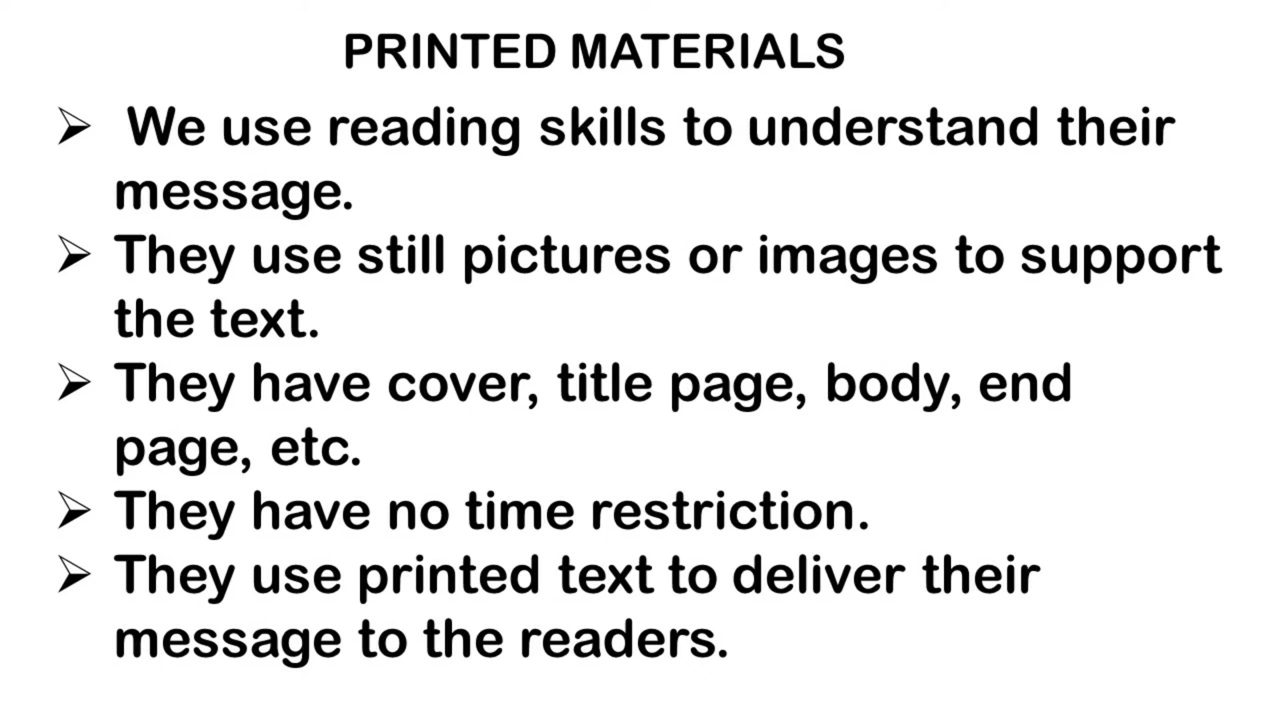 PRINTED MATERIALS
➢ We use reading skills to understand their
message.
➢ They use still pictures or images to support
the text.
➢ They have cover, title page, body, end
page, etc.
➢ They have no time restriction.
➢ They use printed text to deliver their
message to the readers.